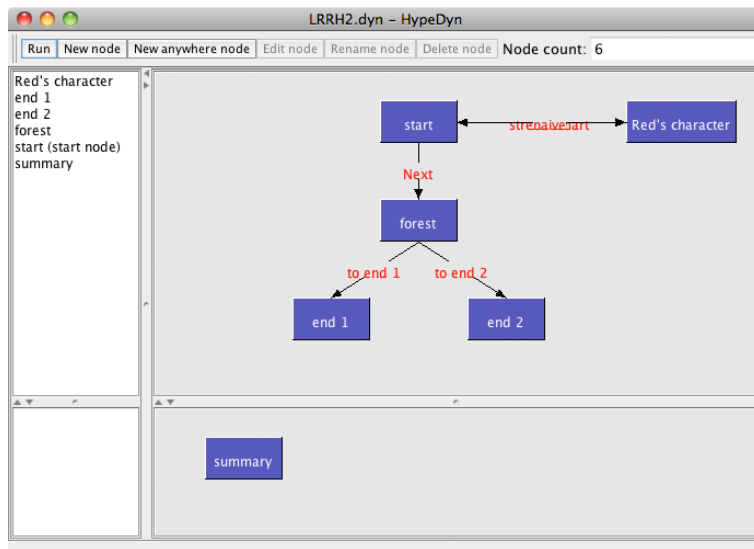 LRRH2.dyn – HypeDyn
Run New node New anywhere node Edit node Rename node Delete node Node count: 6
Red's character
end 1
end 2
forest
start (start node)
summary
start
Red's character
Next
forest
to end 1 to end 2
end 1 end 2
summary